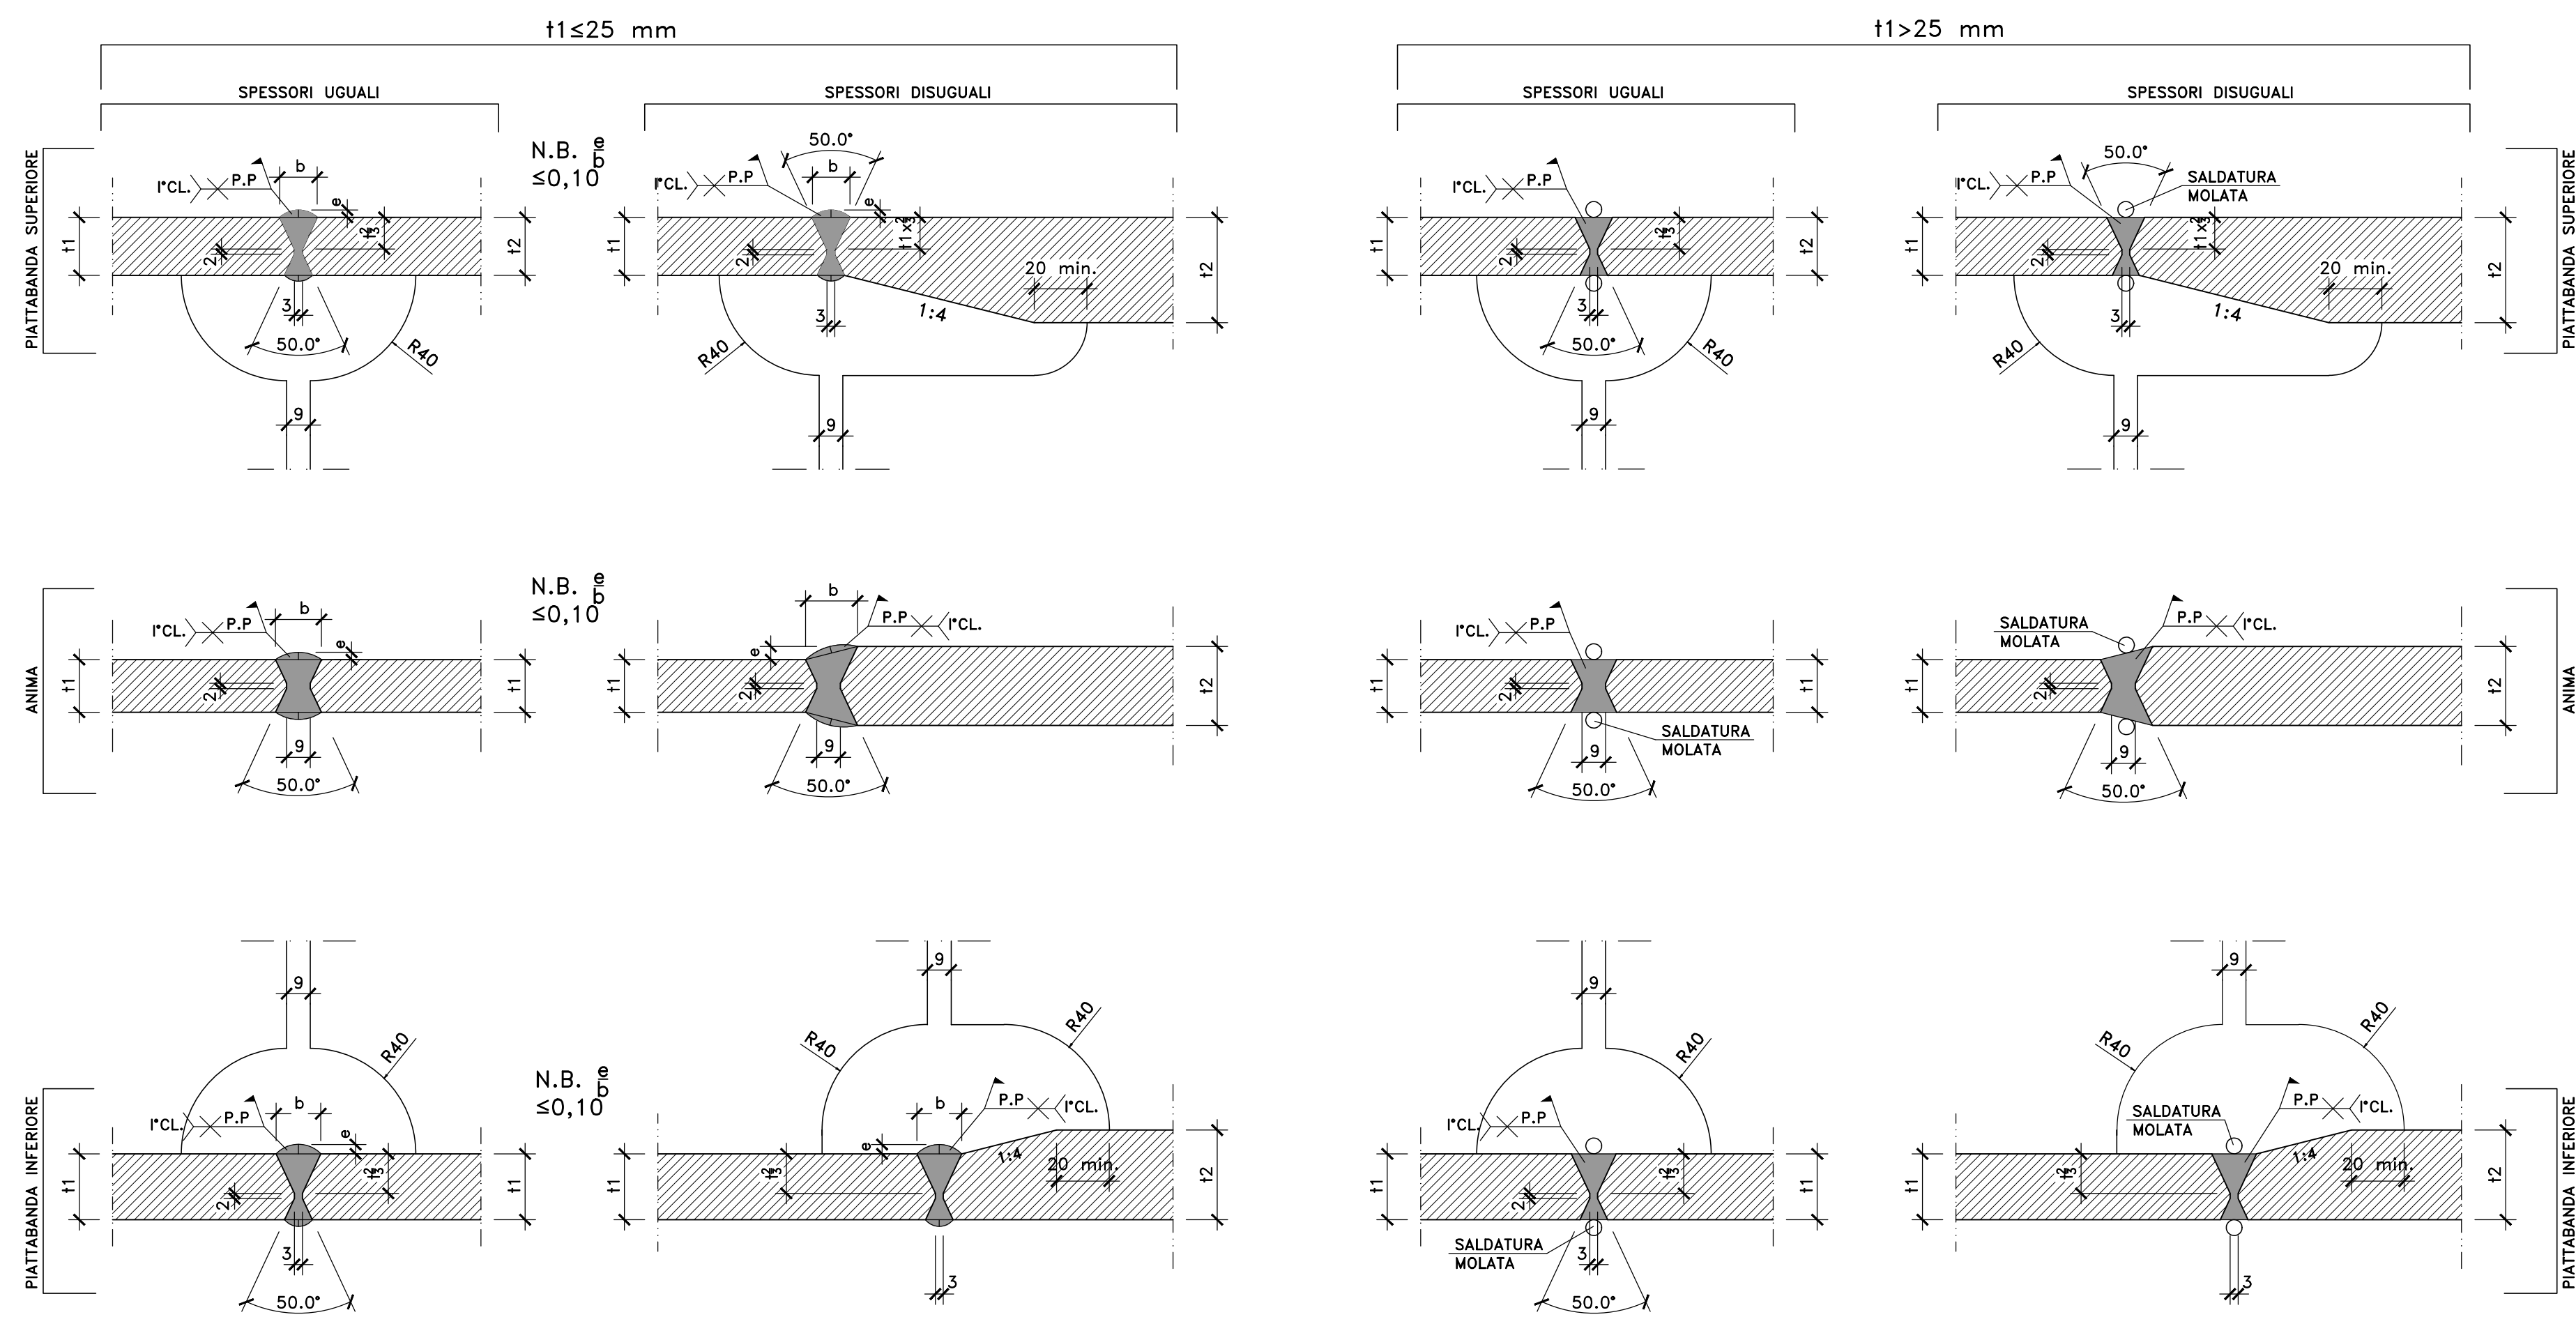 t1≤25 mm
t1>25 mm
SPESSORI UGUALI
SPESSORI DISUGUALI
SPESSORI UGUALI
SPESSORI DISUGUALI
PIATTABANDA SUPERIORE
I°CL.
P.P
b
e
t1
2
3
50.0°
R40
9
t2
N.B. e/b
≤0,10
50.0°
I°CL.
P.P
b
e
t1
2
t1x2/3
3
1:4
20 min.
R40
9
t2
I°CL.
P.P
t1
2
3
50.0°
R40
9
t2
50.0°
I°CL.
P.P
SALDATURA
MOLATA
t1
2
t1x2/3
3
1:4
20 min.
R40
9
t2
PIATTABANDA SUPERIORE
ANIMA
I°CL.
P.P
b
e
t1
2
9
50.0°
t1
N.B. e/b
≤0,10
b
P.P
I°CL.
e
t1
2
9
50.0°
t2
I°CL.
P.P
t1
2
9
50.0°
SALDATURA
MOLATA
t1
SALDATURA
MOLATA
P.P
I°CL.
t1
2
9
50.0°
t2
ANIMA
PIATTABANDA INFERIORE
9
R40
I°CL.
P.P
b
e
t1
2
3
50.0°
t1
N.B. e/b
≤0,10
9
R40
R40
b
P.P
I°CL.
e
t1
1:4
20 min.
3
t2
9
R40
I°CL.
P.P
t1
2
SALDATURA
MOLATA
3
50.0°
t1
9
R40
R40
SALDATURA
MOLATA
P.P
I°CL.
t1
1:4
20 min.
3
t2
PIATTABANDA INFERIORE